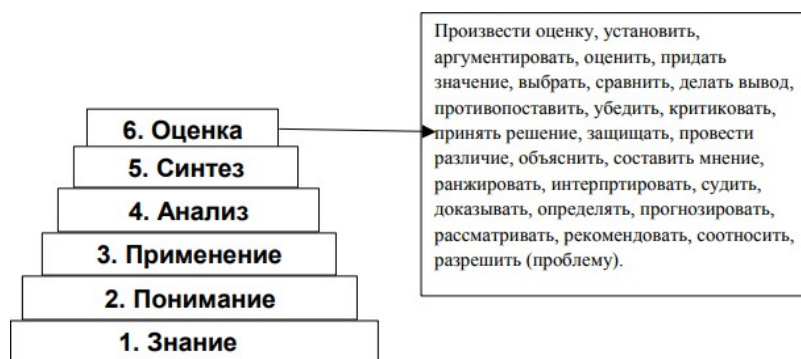 Произвести оценку, установить,
аргументировать, оценить, придать
значение, выбрать, сравнить, делать вывод,
противопоставить, убедить, критиковать,
принять решение, защищать, провести
различие, объяснить, составить мнение,
ранжировать, интерпртировать, судить,
доказывать, определять, прогнозировать,
рассматривать, рекомендовать, соотносить,
разрешить (проблему).
6. Оценка
5. Синтез
4. Анализ
3. Применение
2. Понимание
1. Знание